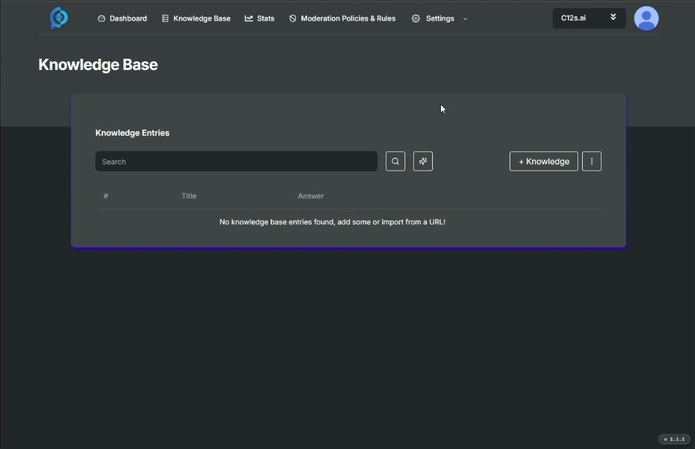 Dashboard Knowledge Base Stats Moderation Policies & Rules Settings C12s.ai
Knowledge Base
Knowledge Entries
Search + Knowledge
# Title Answer
No knowledge base entries found, add some or import from a URL!
v 1.1.1